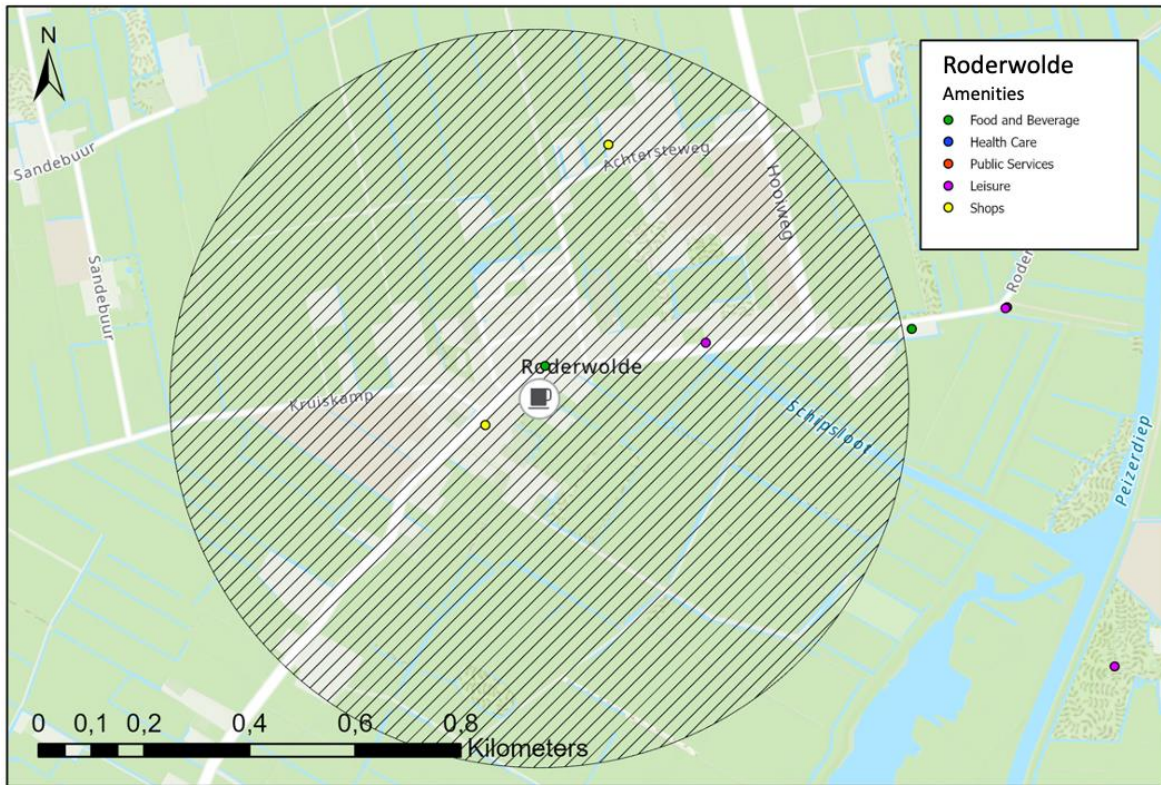 N
Roderwolde
Amenities
Food and Beverage
Health Care
Public Services
Leisure
Shops
Sandebuur
Achtersteweg
Hooiweg
Sandebuur
Roder
Roderwolde
Kruiskamp
Schipsloot
Peizerdiep
0 0,1 0,2 0,4 0,6 0,8
Kilometers